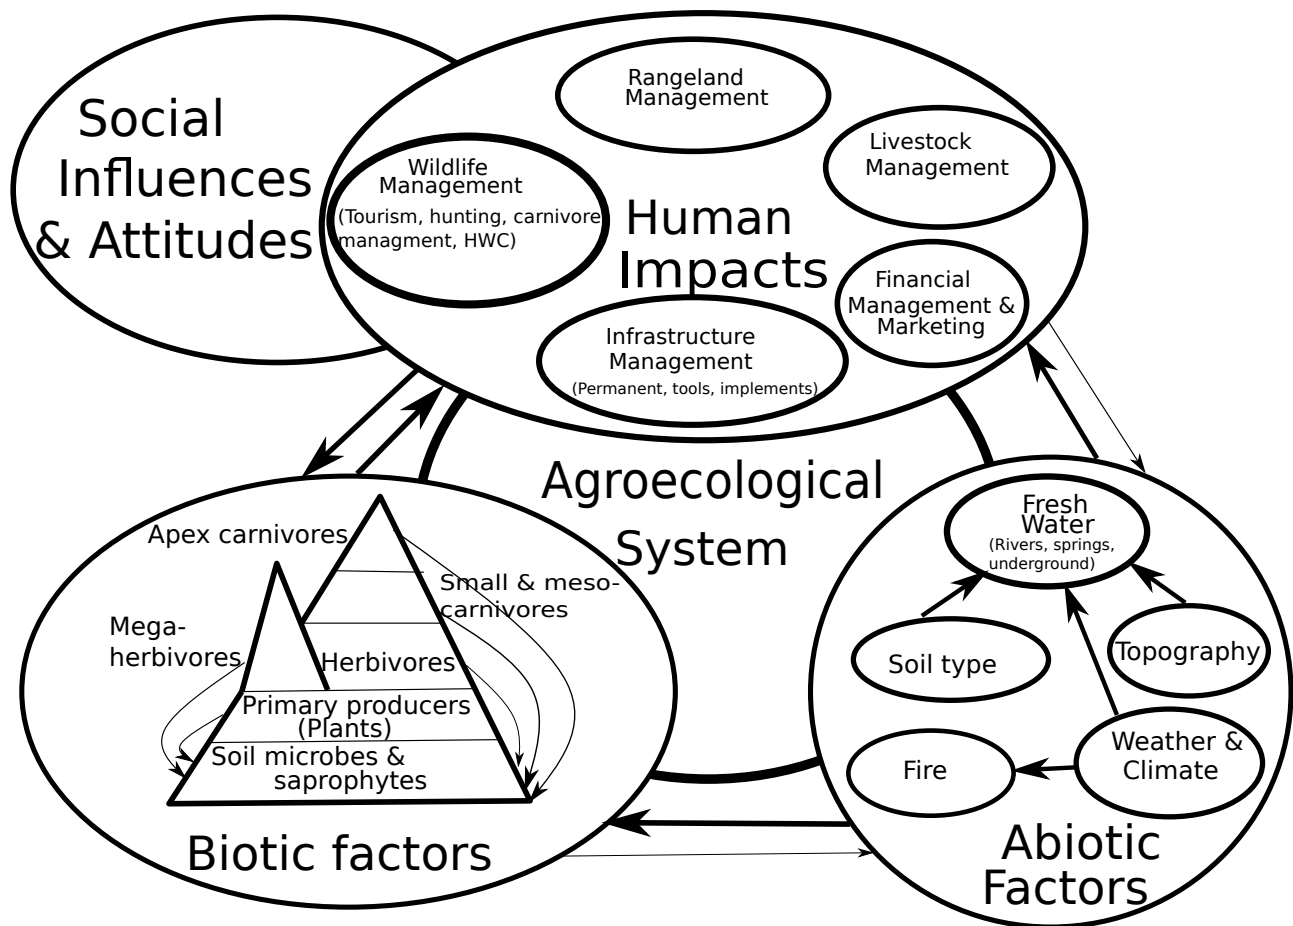 Social
Influences
& Attitudes
Rangeland
Management
Livestock
Management
Wildlife
Management
(Tourism, hunting, carnivore
managment, HWC)
Human
Impacts
Financial
Management &
Marketing
Infrastructure
Management
(Permanent, tools, implements)
Agroecological
System
Apex carnivores
Small & meso-
carnivores
Mega-
herbivores
Herbivores
Primary producers
(Plants)
Soil microbes &
saprophytes
Biotic factors
Fresh
Water
(Rivers, springs,
underground)
Soil type
Topography
Fire
Weather &
Climate
Abiotic
Factors